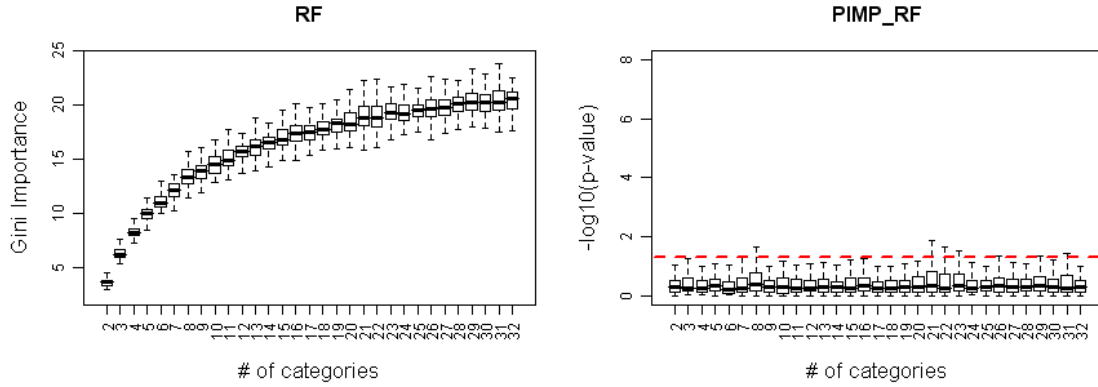 RF
Gini Importance
25
20
15
10
5
2 3 4 5 6 7 8 9 10 11 12 13 14 15 16 17 18 19 20 21 22 23 24 25 26 27 28 29 30 31 32
# of categories
PIMP_RF
-log10(p-value)
8
6
4
2
0
2 3 4 5 6 7 8 9 10 11 12 13 14 15 16 17 18 19 20 21 22 23 24 25 26 27 28 29 30 31 32
# of categories